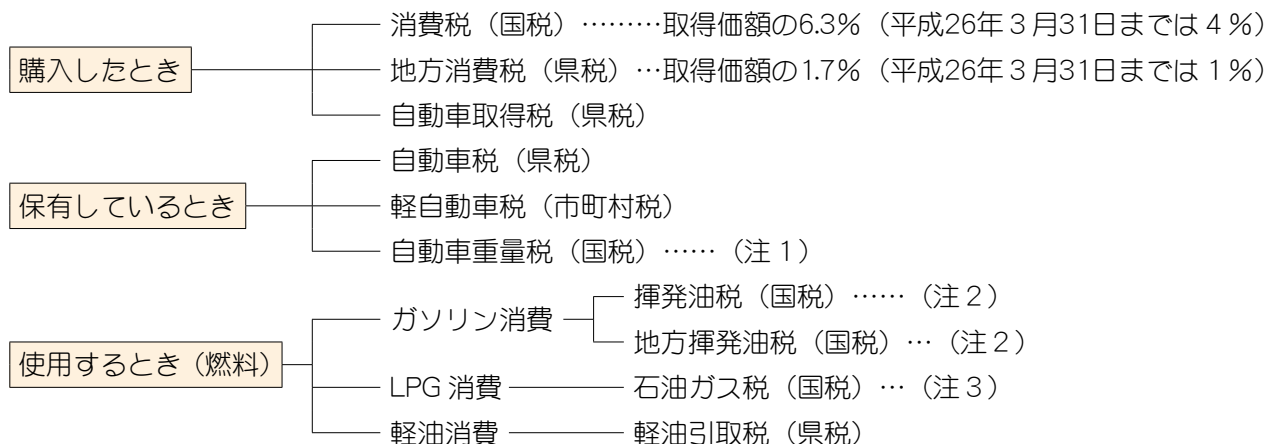 購入したとき
消費税（国税）………取得価額の6.3％（平成26年３月31日までは４％）
地方消費税（県税）…取得価額の1.7％（平成26年３月31日までは１％）
自動車取得税（県税）
保有しているとき
自動車税（県税）
軽自動車税（市町村税）
自動車重量税（国税）……（注１）
使用するとき（燃料）
ガソリン消費
揮発油税（国税）……（注２）
地方揮発油税（国税）…（注２）
LPG 消費
石油ガス税（国税）…（注３）
軽油消費
軽油引取税（県税）